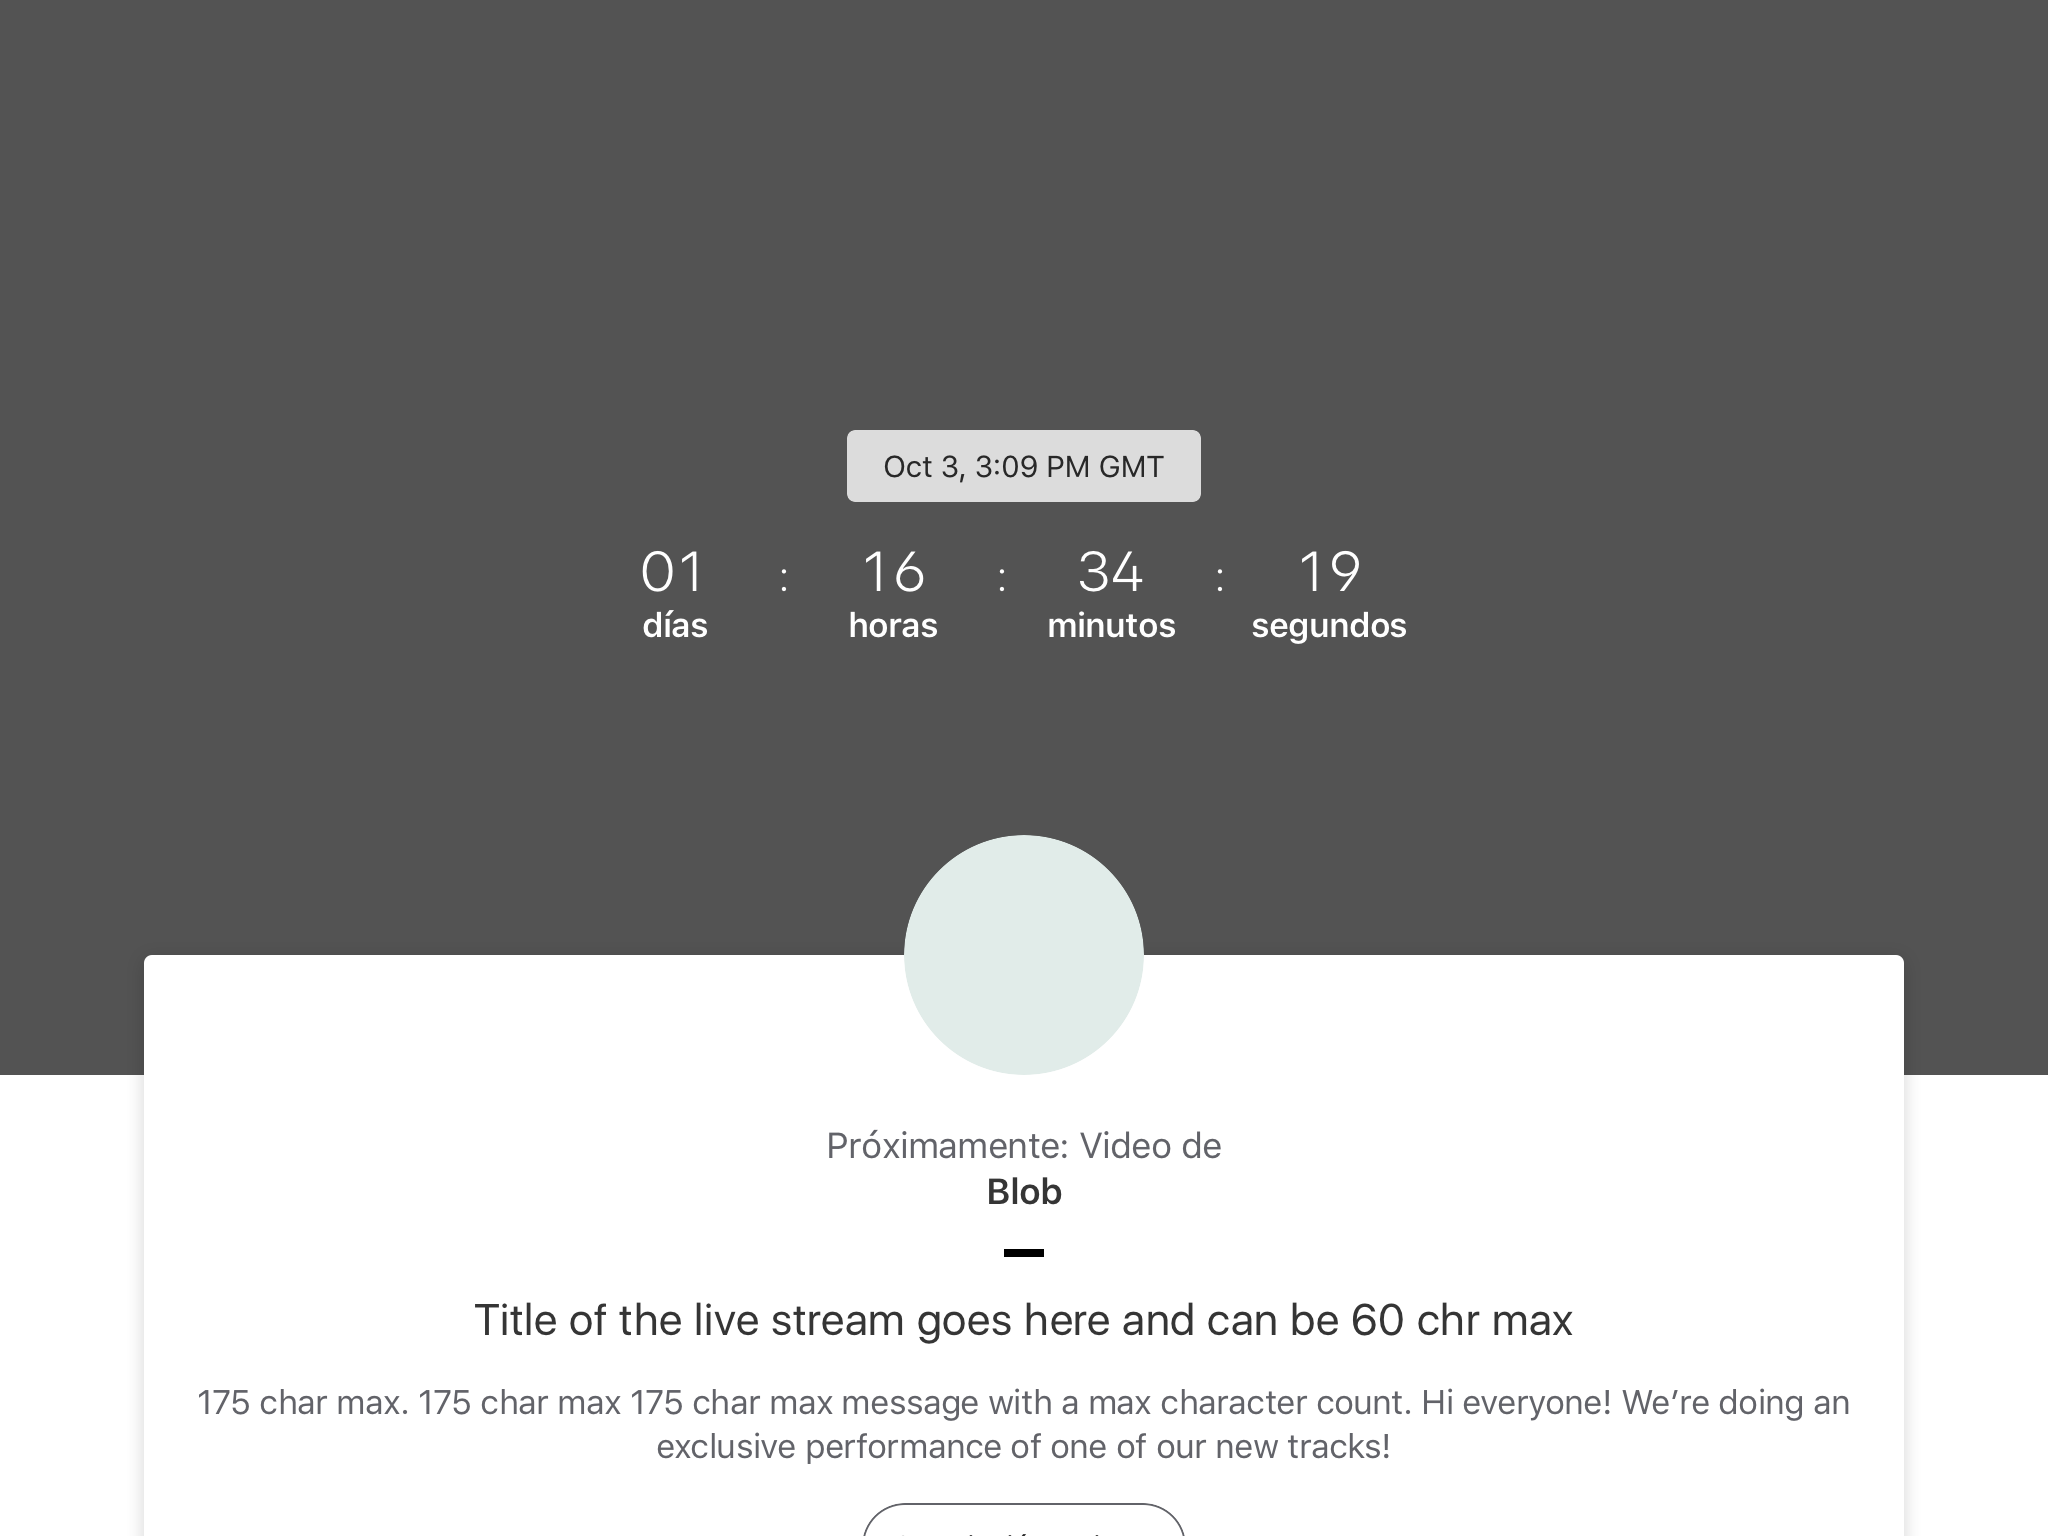 Oct 3, 3:09 PM GMT
01 : 16 : 34 : 19
días horas minutos segundos
Próximamente: Video de
Blob
Title of the live stream goes here and can be 60 chr max
175 char max. 175 char max 175 char max message with a max character count. Hi everyone! We’re doing an
exclusive performance of one of our new tracks!